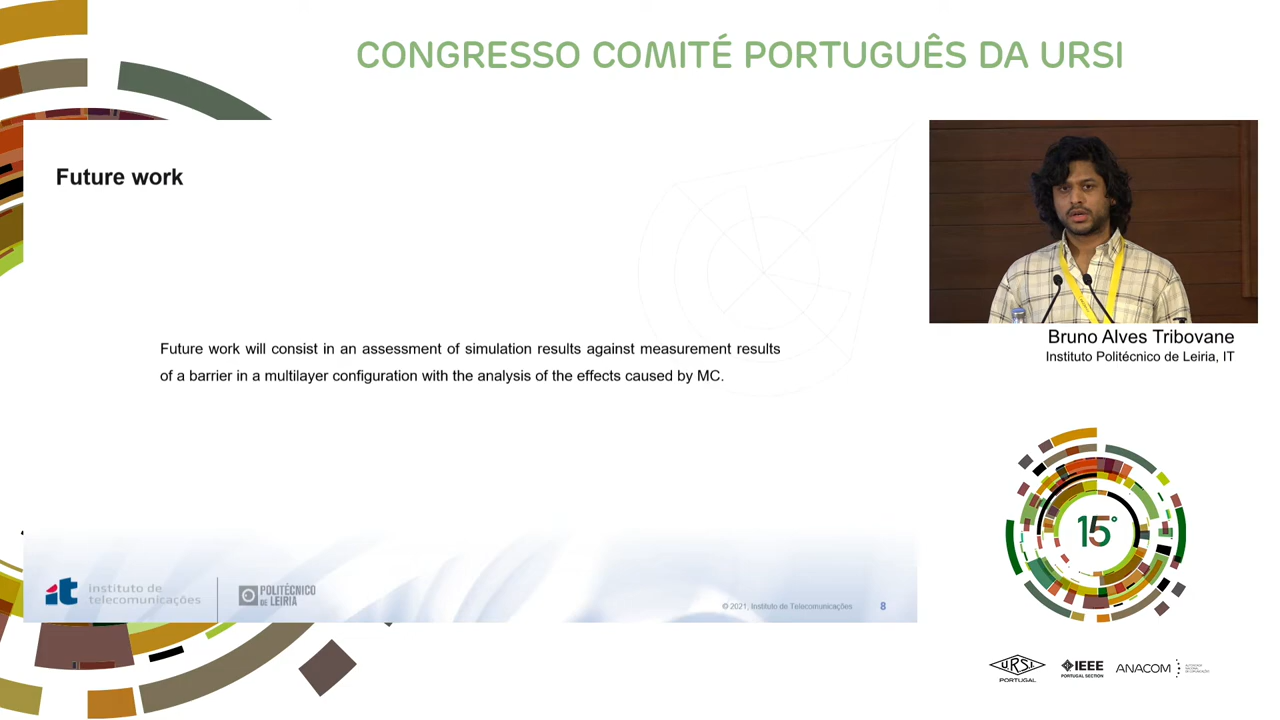 CONGRESSO COMITÉ PORTUGUÊS DA URSI
Future work
Future work will consist in an assessment of simulation results against measurement results
of a barrier in a multilayer configuration with the analysis of the effects caused by MC.
instituto de
telecomunicações
POLITÉCNICO
DE LEIRIA
© 2021, Instituto de Telecomunicações
8
Bruno Alves Tribovane
Instituto Politécnico de Leiria, IT
15°
URSI
PORTUGAL
IEEE
PORTUGAL SECTION
ANACOM